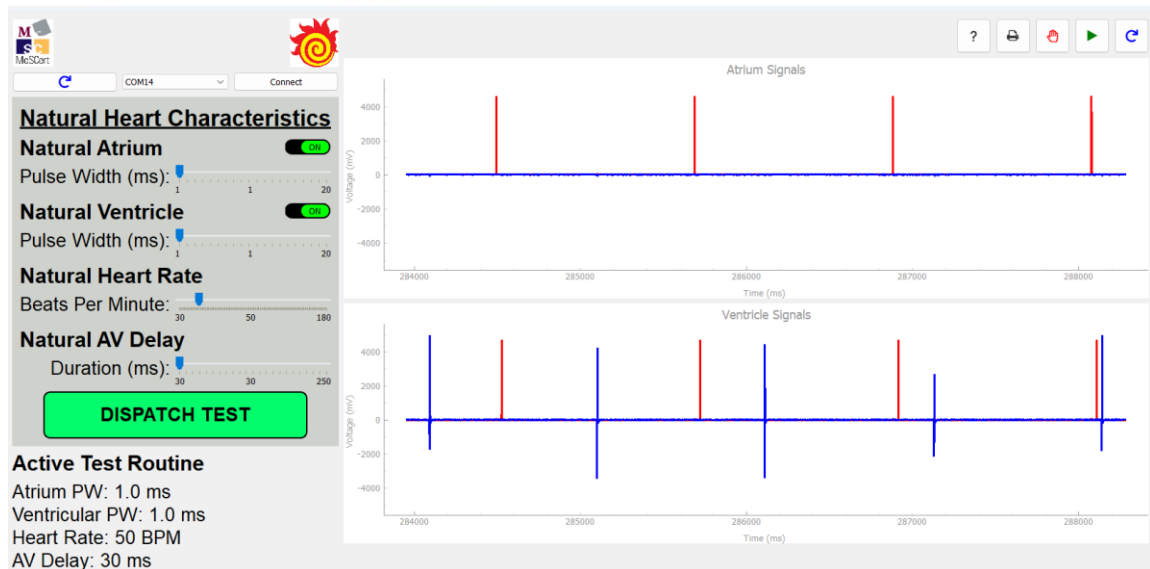 M
SC
McSCert
COM14
Connect
?
Natural Heart Characteristics
Natural Atrium
ON
Pulse Width (ms):
1 1 20
Natural Ventricle
ON
Pulse Width (ms):
1 1 20
Natural Heart Rate
Beats Per Minute:
30 50 180
Natural AV Delay
Duration (ms):
30 30 250
DISPATCH TEST
Active Test Routine
Atrium PW: 1.0 ms
Ventricular PW: 1.0 ms
Heart Rate: 50 BPM
AV Delay: 30 ms
Atrium Signals
Voltage (mV)
4000
2000
0
-2000
-4000
284000 285000 286000 287000 288000
Time (ms)
Ventricle Signals
Voltage (mV)
4000
2000
0
-2000
-4000
284000 285000 286000 287000 288000
Time (ms)